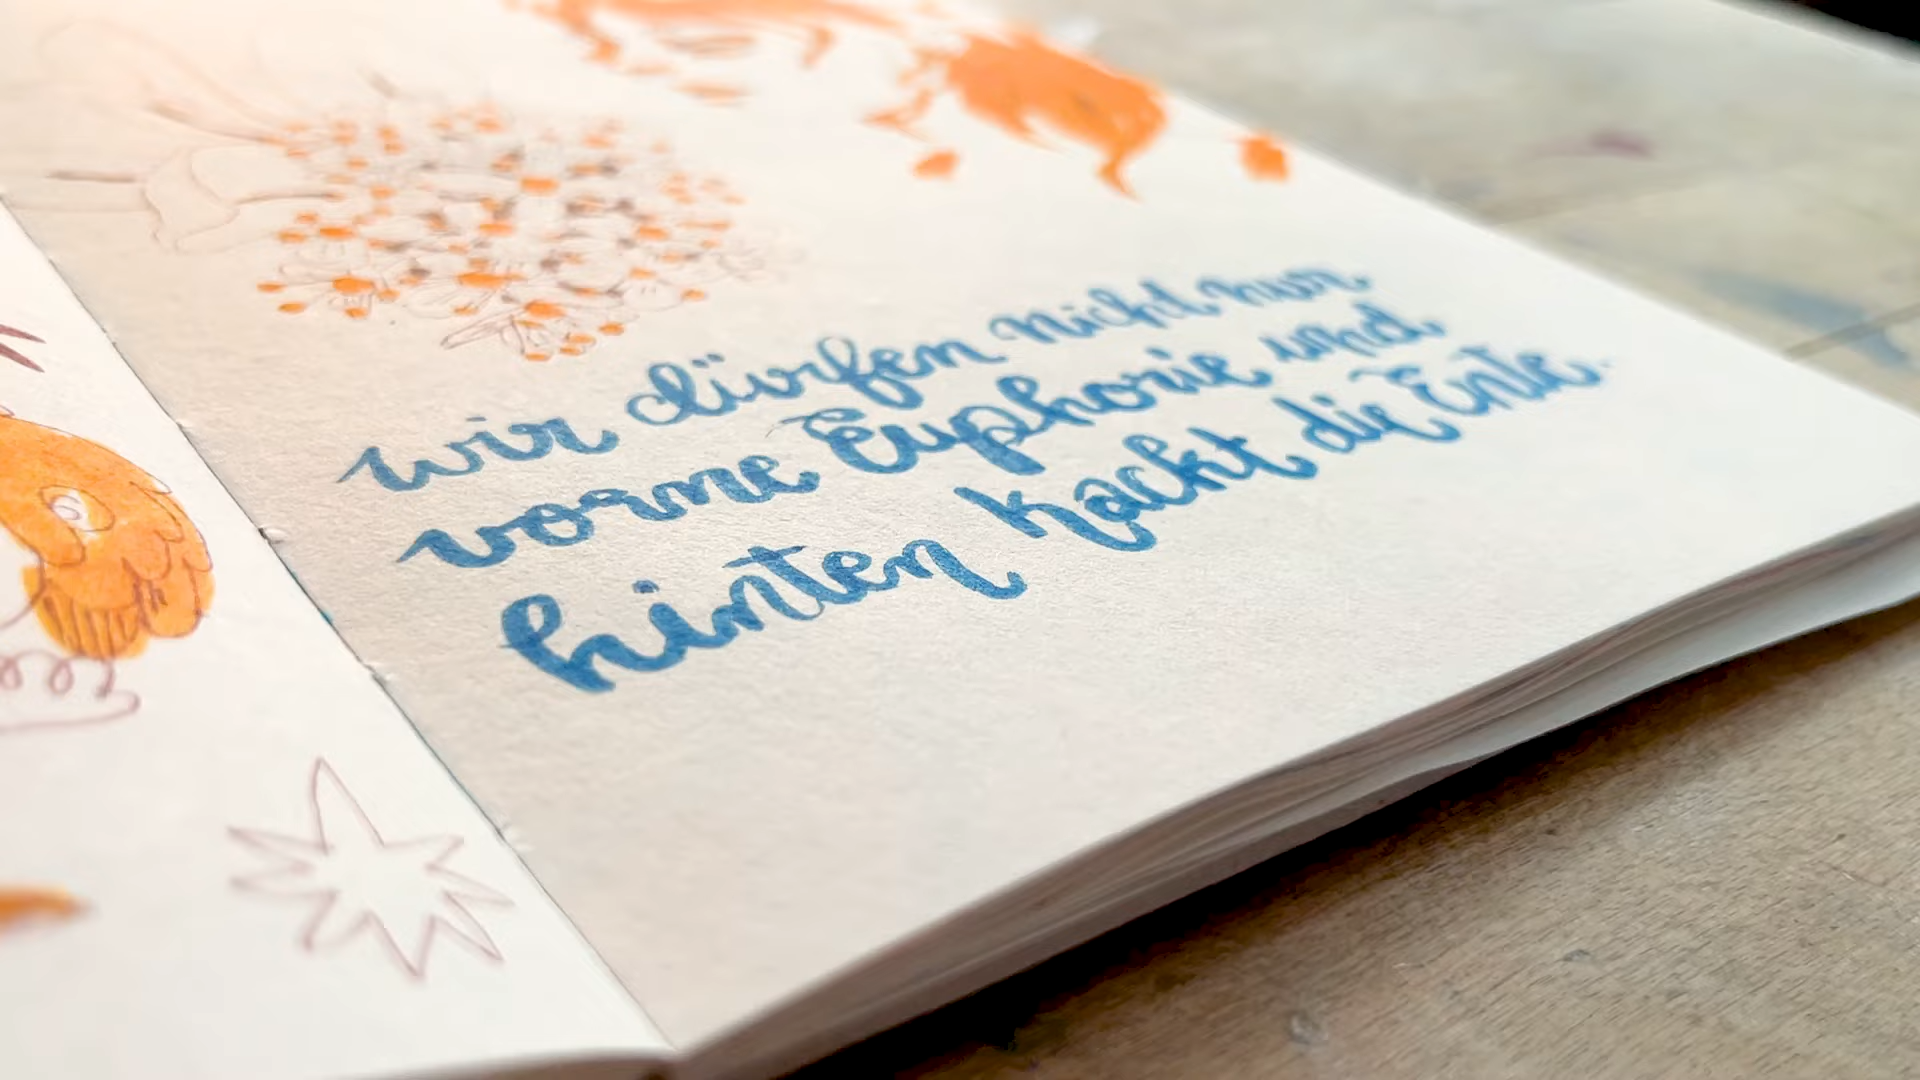 wir dürfen nicht nur
vorne Euphorie und
hinten kackt die Ente.